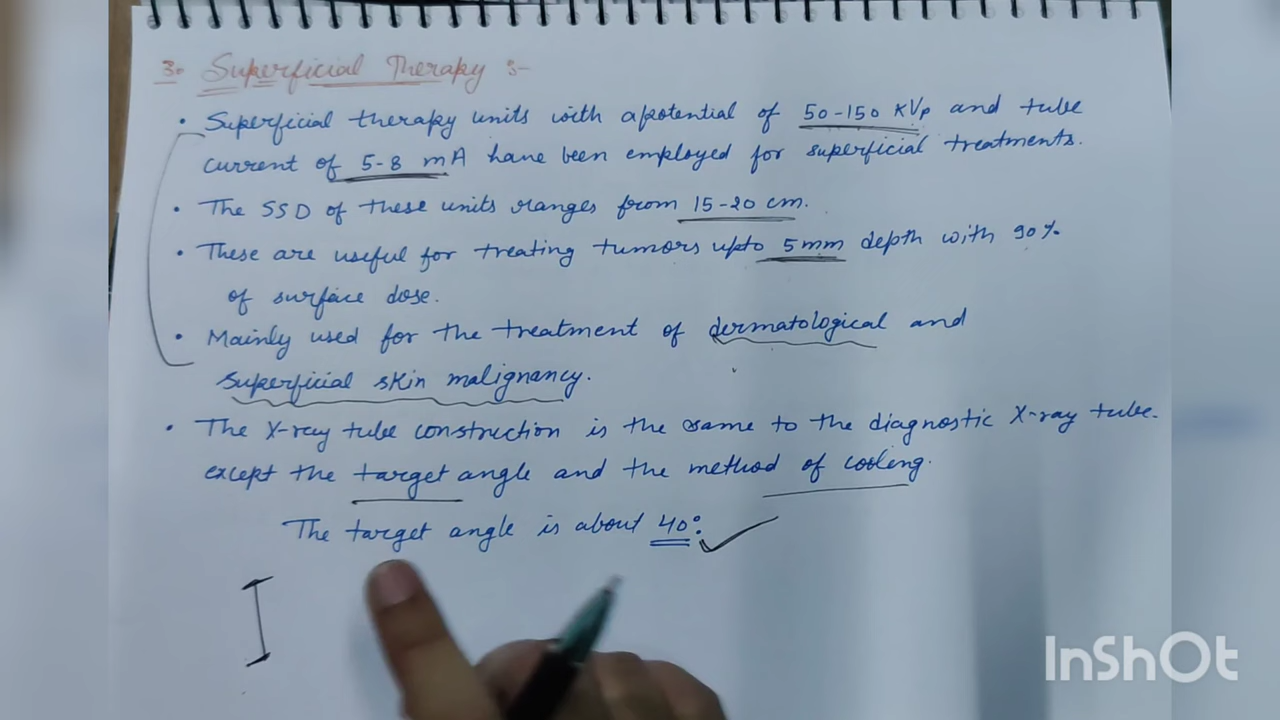 3. Superficial Therapy :-
• Superficial therapy units with a potential of 50-150 KVp and tube
current of 5-8 mA have been employed for superficial treatments.
• The SSD of these units ranges from 15-20 cm.
• These are useful for treating tumors upto 5mm depth with 90%
of surface dose.
• Mainly used for the treatment of dermatological and
superficial skin malignancy.
• The X-ray tube construction is the same to the diagnostic X-ray tube.
except the target angle and the method of cooling.
The target angle is about 40°.
InShOt